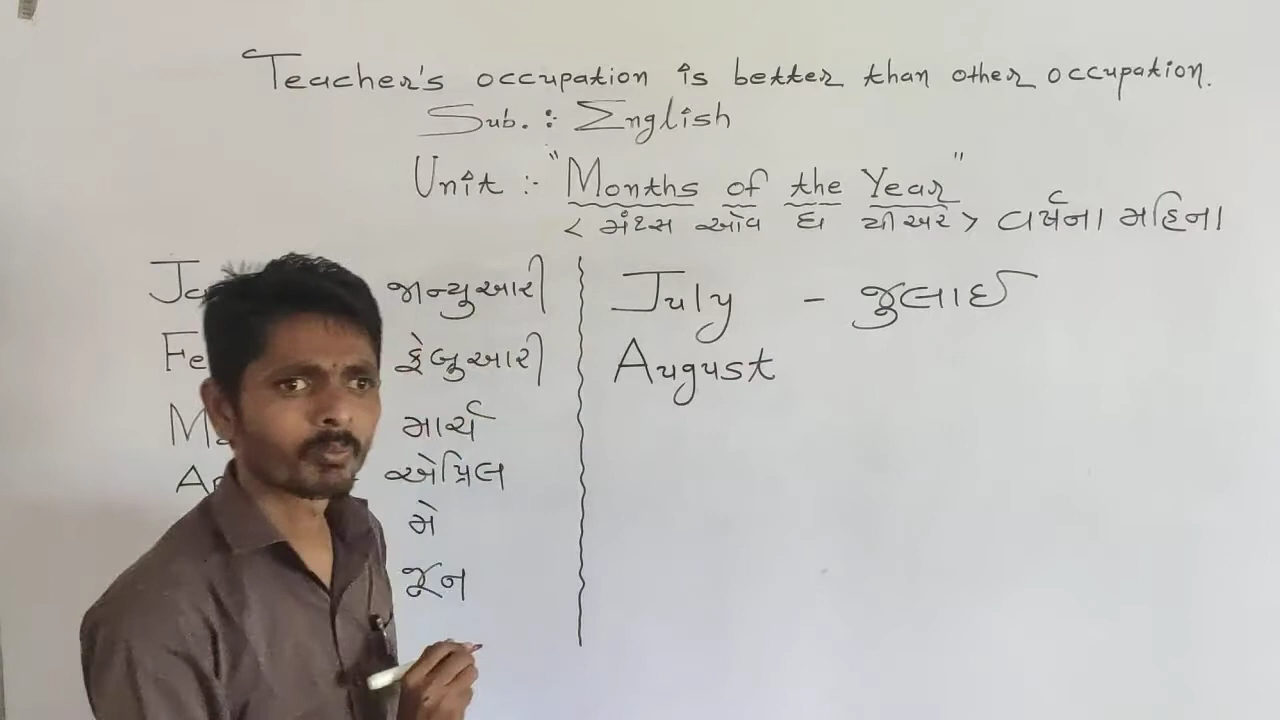 Teacher's occupation is better than other occupation.
Sub. : English
Unit :- "Months of the Year"
< મંથ્સ ઓવ ધ યીઅર > વર્ષના મહિના
જાન્યુઆરી
ફેબ્રુઆરી
માર્ચ
એપ્રિલ
મે
જૂન
July - જુલાઈ
August